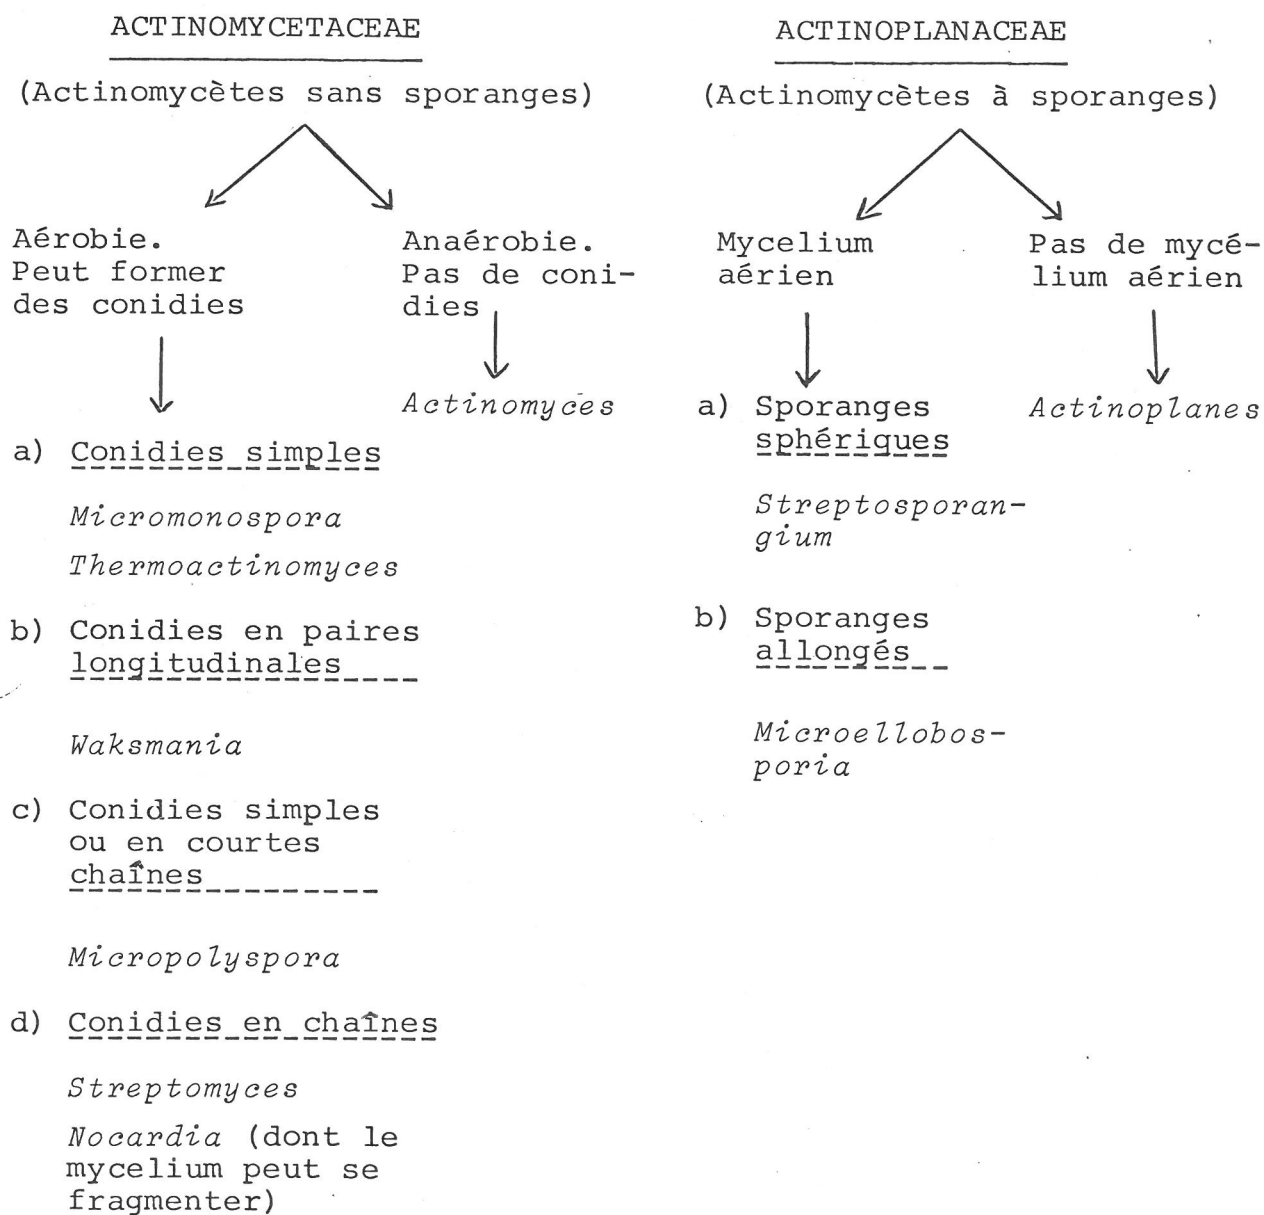 ACTINOMYCETACEAE
(Actinomycètes sans sporanges)
Aérobie.
Peut former
des conidies
Anaérobie.
Pas de coni-
dies
Actinomyces
a) Conidies simples
Micromonospora
Thermoactinomyces
b) Conidies en paires
longitudinales
Waksmania
c) Conidies simples
ou en courtes
chaînes
Micropolyspora
d) Conidies en chaînes
Streptomyces
Nocardia (dont le
mycelium peut se
fragmenter)
ACTINOPLANACEAE
(Actinomycètes à sporanges)
Mycelium
aérien
Pas de mycé-
lium aérien
a) Sporanges
sphériques
Streptosporan-
gium
b) Sporanges
allongés
Microellobos-
poria
Actinoplanes